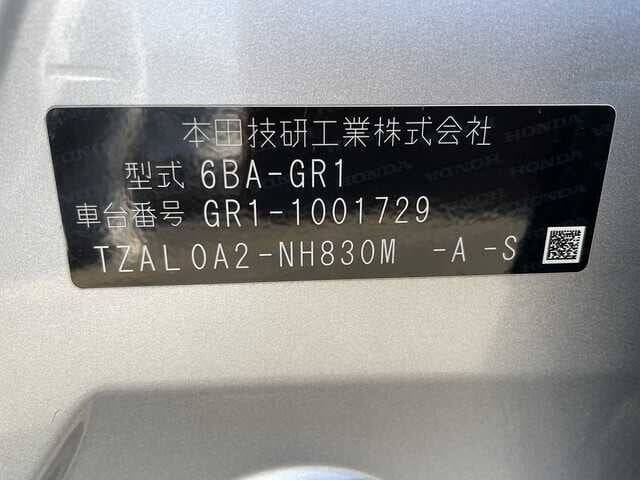 本田技研工業株式会社
型式 6BA-GR1
車台番号 GR1-1001729
TZAL0A2-NH830M -A -S